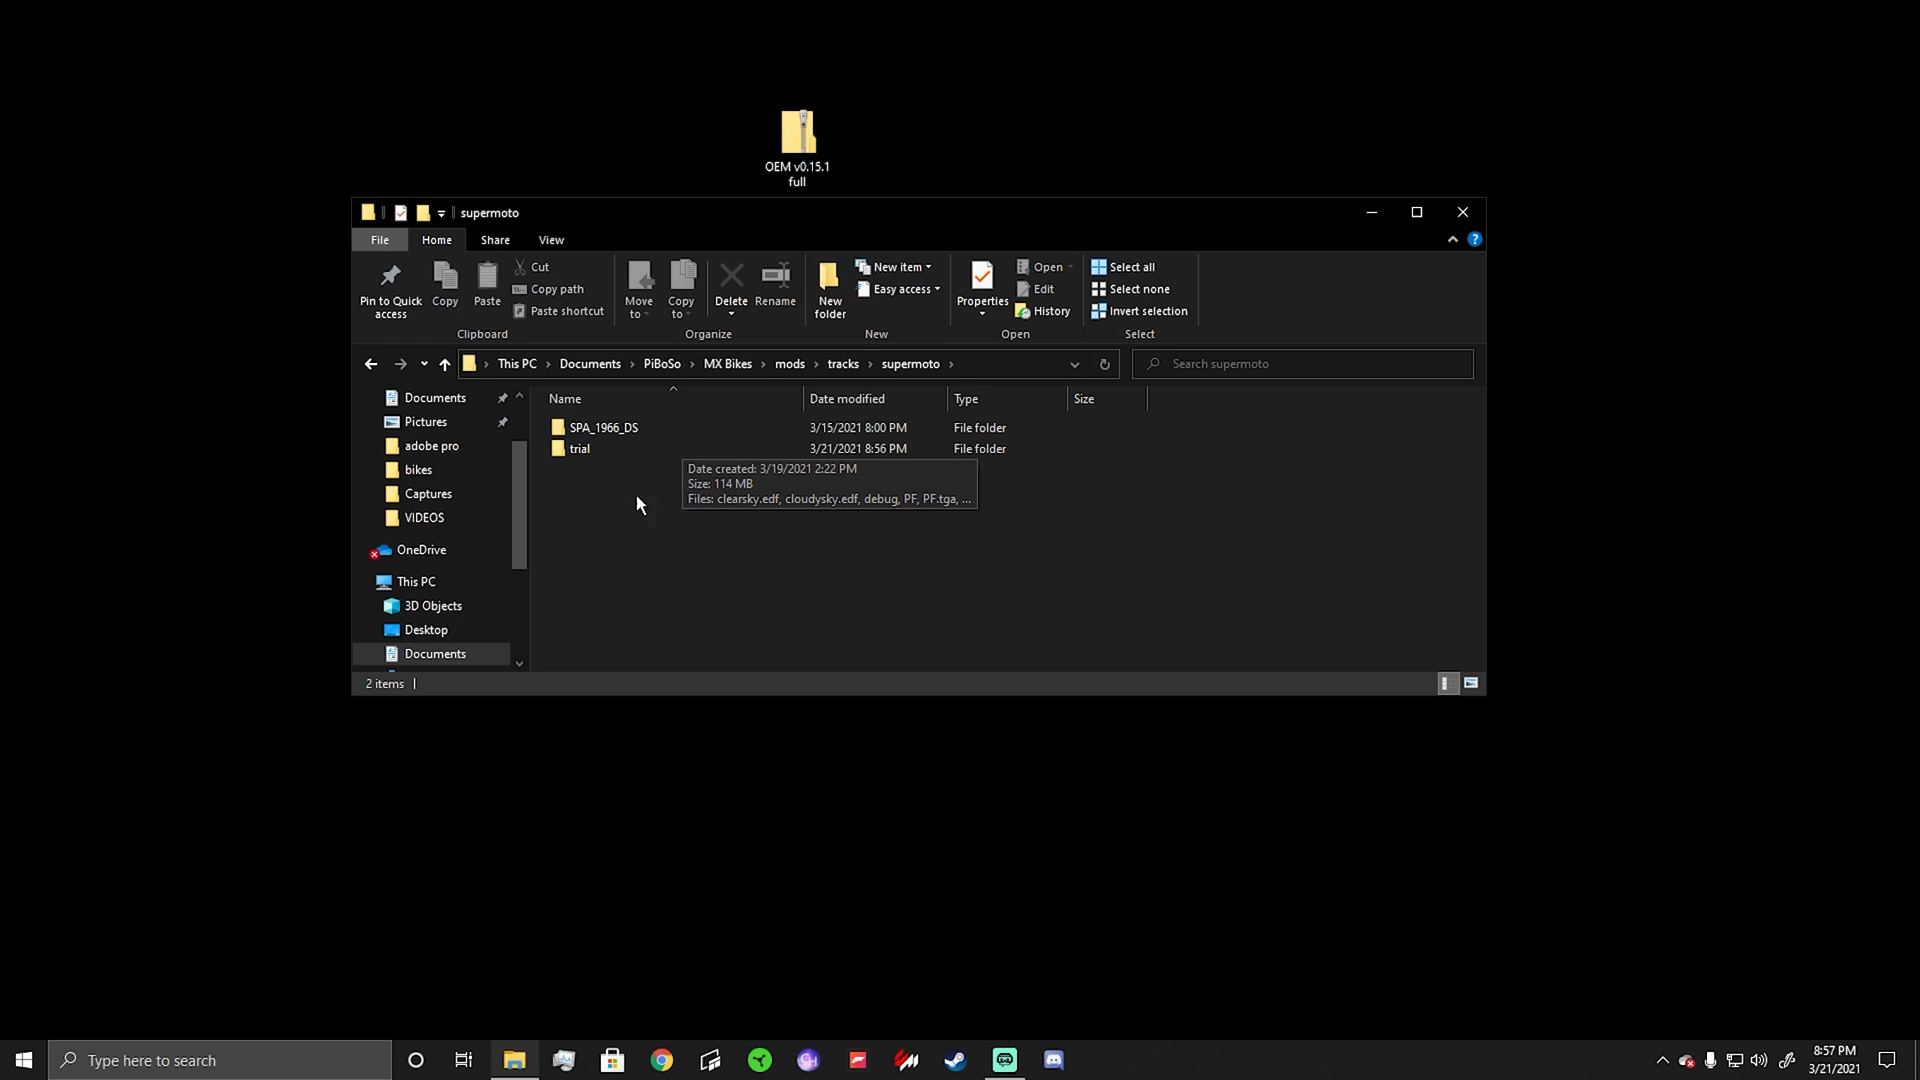 OEM v0.15.1
full
supermoto
File Home Share View
Pin to Quick
access
Copy
Paste
Cut
Copy path
Paste shortcut
Clipboard
Move
to
Copy
to
Delete
Rename
Organize
New
folder
New item
Easy access
New
Properties
Open
Edit
History
Open
Select all
Select none
Invert selection
Select
This PC Documents PiBoSo MX Bikes mods tracks supermoto
Search supermoto
Documents
Pictures
adobe pro
bikes
Captures
VIDEOS
OneDrive
This PC
3D Objects
Desktop
Documents
Name Date modified Type Size
SPA_1966_DS 3/15/2021 8:00 PM File folder
trial 3/21/2021 8:56 PM File folder
Date created: 3/19/2021 2:22 PM
Size: 114 MB
Files: clearsky.edf, cloudysky.edf, debug, PF, PF.tga, ...
2 items
Type here to search
8:57 PM
3/21/2021